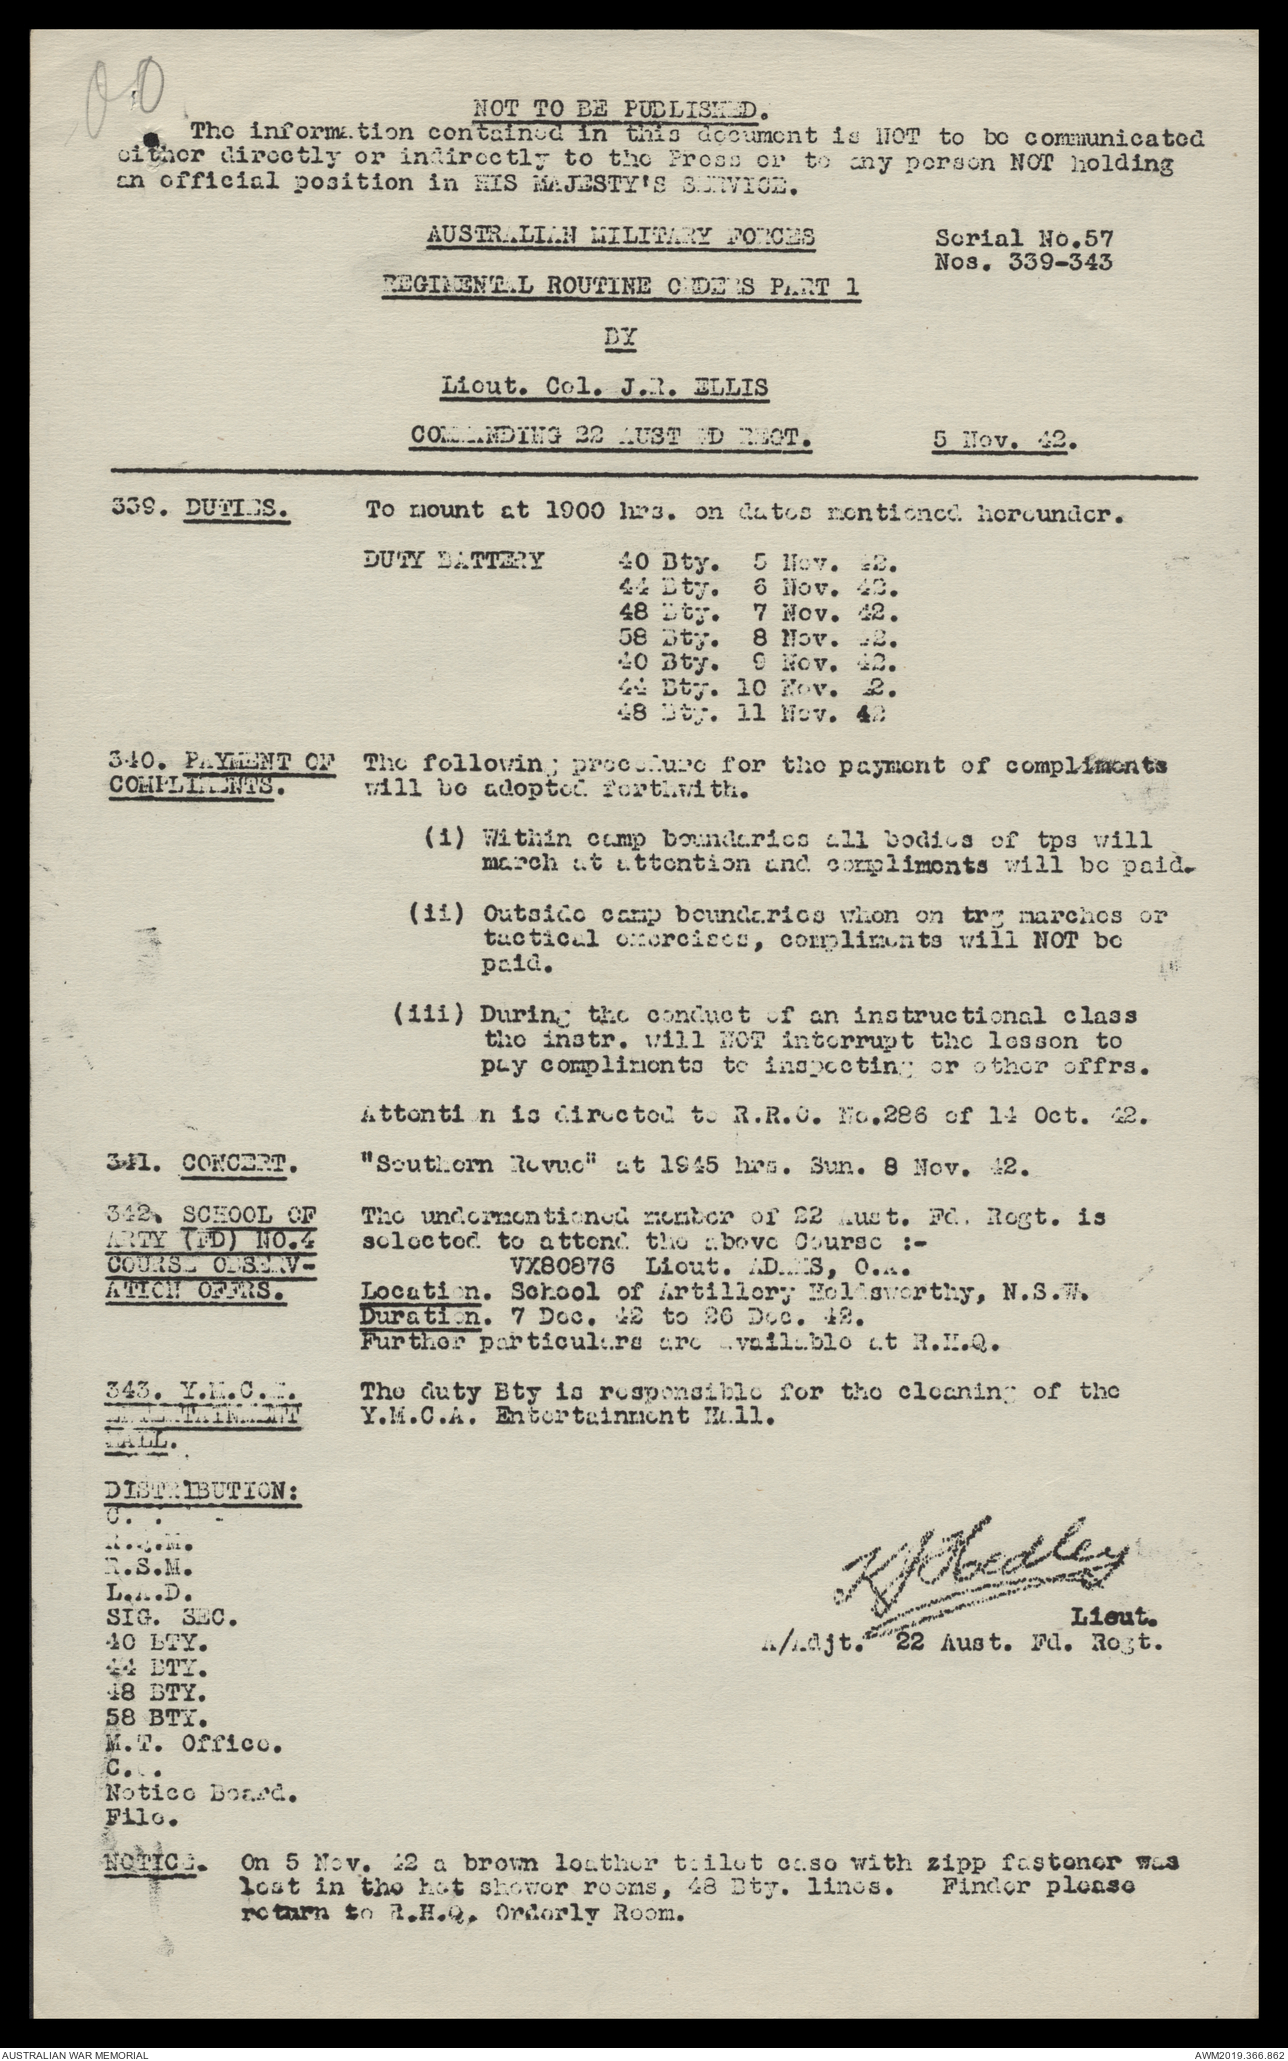 00
NOT TO BE PUBLISHED.
The information contained in this document is NOT to be communicated
either directly or indirectly to the Press or to any person NOT holding
an official position in HIS MAJESTY'S SERVICE.
AUSTRALIAN MILITARY FORCES
Serial No.57
Nos. 339-343
REGIMENTAL ROUTINE ORDERS PART 1
BY
Lieut. Col. J.R. ELLIS
COMMANDING 22 AUST FD REGT. 5 Nov. 42.
339. DUTIES. To mount at 1900 hrs. on dates mentioned hereunder.
DUTY BATTERY 40 Bty. 5 Nov. 42.
44 Bty. 6 Nov. 42.
48 Bty. 7 Nov. 42.
58 Bty. 8 Nov. 42.
40 Bty. 9 Nov. 42.
44 Bty. 10 Nov. 42.
48 Bty. 11 Nov. 42
340. PAYMENT OF The following procedure for the payment of compliments
COMPLIMENTS. will be adopted forthwith.
(i) Within camp boundaries all bodies of tps will
march at attention and compliments will be paid.
(ii) Outside camp boundaries when on trg marches or
tactical exercises, compliments will NOT be
paid.
(iii) During the conduct of an instructional class
the instr. will NOT interrupt the lesson to
pay compliments to inspecting or other offrs.
Attention is directed to R.R.O. No.286 of 14 Oct. 42.
341. CONCERT. "Southern Revue" at 1945 hrs. Sun. 8 Nov. 42.
342. SCHOOL OF The undermentioned member of 22 Aust. Fd. Regt. is
ARTY (FD) NO.4 selected to attend the above Course :-
COURSE OBSERV- VX80876 Lieut. ADAMS, O.A.
ATION OFFRS. Location. School of Artillery Holdsworthy, N.S.W.
Duration. 7 Dec. 42 to 26 Dec. 42.
Further particulars are available at R.H.Q.
343. Y.M.C.A. The duty Bty is responsible for the cleaning of the
ENTERTAINMENT Y.M.C.A. Entertainment Hall.
HALL.
DISTRIBUTION:
R.Q.M.
R.S.M.
L.A.D.
SIG. SEC.
40 BTY.
44 BTY.
48 BTY.
58 BTY.
M.T. Office.
Notice Board.
File.
KJ Hedley
Lieut.
A/Adjt. 22 Aust. Fd. Regt.
NOTICE. On 5 Nov. 42 a brown leather toilet case with zipp fastener was
lost in the hot shower rooms, 48 Bty. lines. Finder please
return to R.H.Q. Orderly Room.
AUSTRALIAN WAR MEMORIAL
AWM2019.366.862